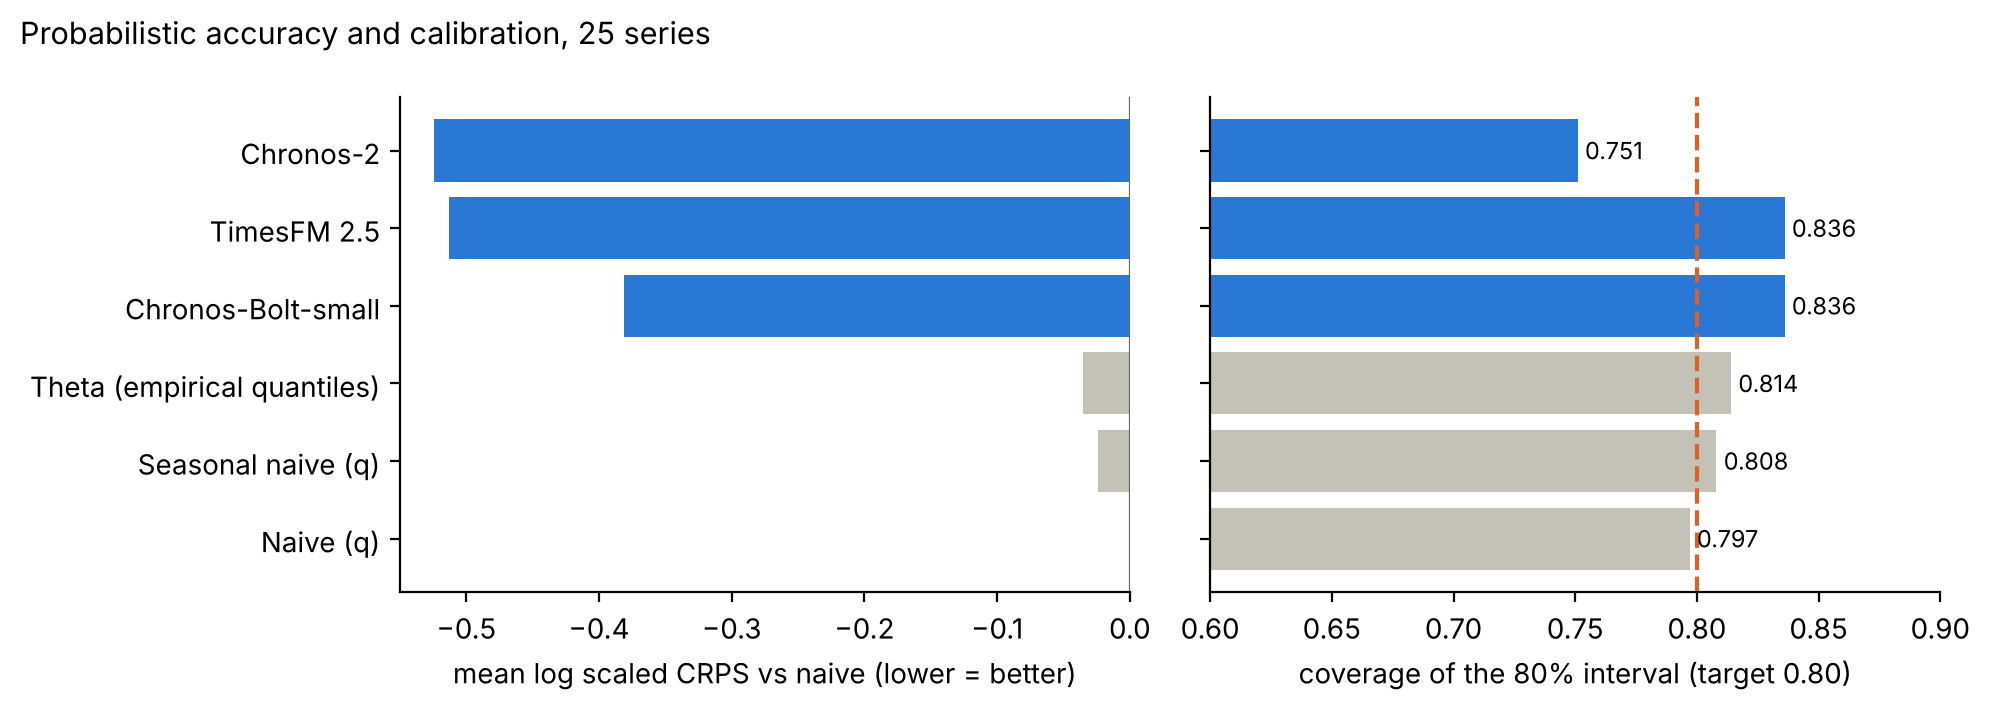 Probabilistic accuracy and calibration, 25 series
Chronos-2
TimesFM 2.5
Chronos-Bolt-small
Theta (empirical quantiles)
Seasonal naive (q)
Naive (q)
−0.5 −0.4 −0.3 −0.2 −0.1 0.0
mean log scaled CRPS vs naive (lower = better)
0.751
0.836
0.836
0.814
0.808
0.797
0.60 0.65 0.70 0.75 0.80 0.85 0.90
coverage of the 80% interval (target 0.80)